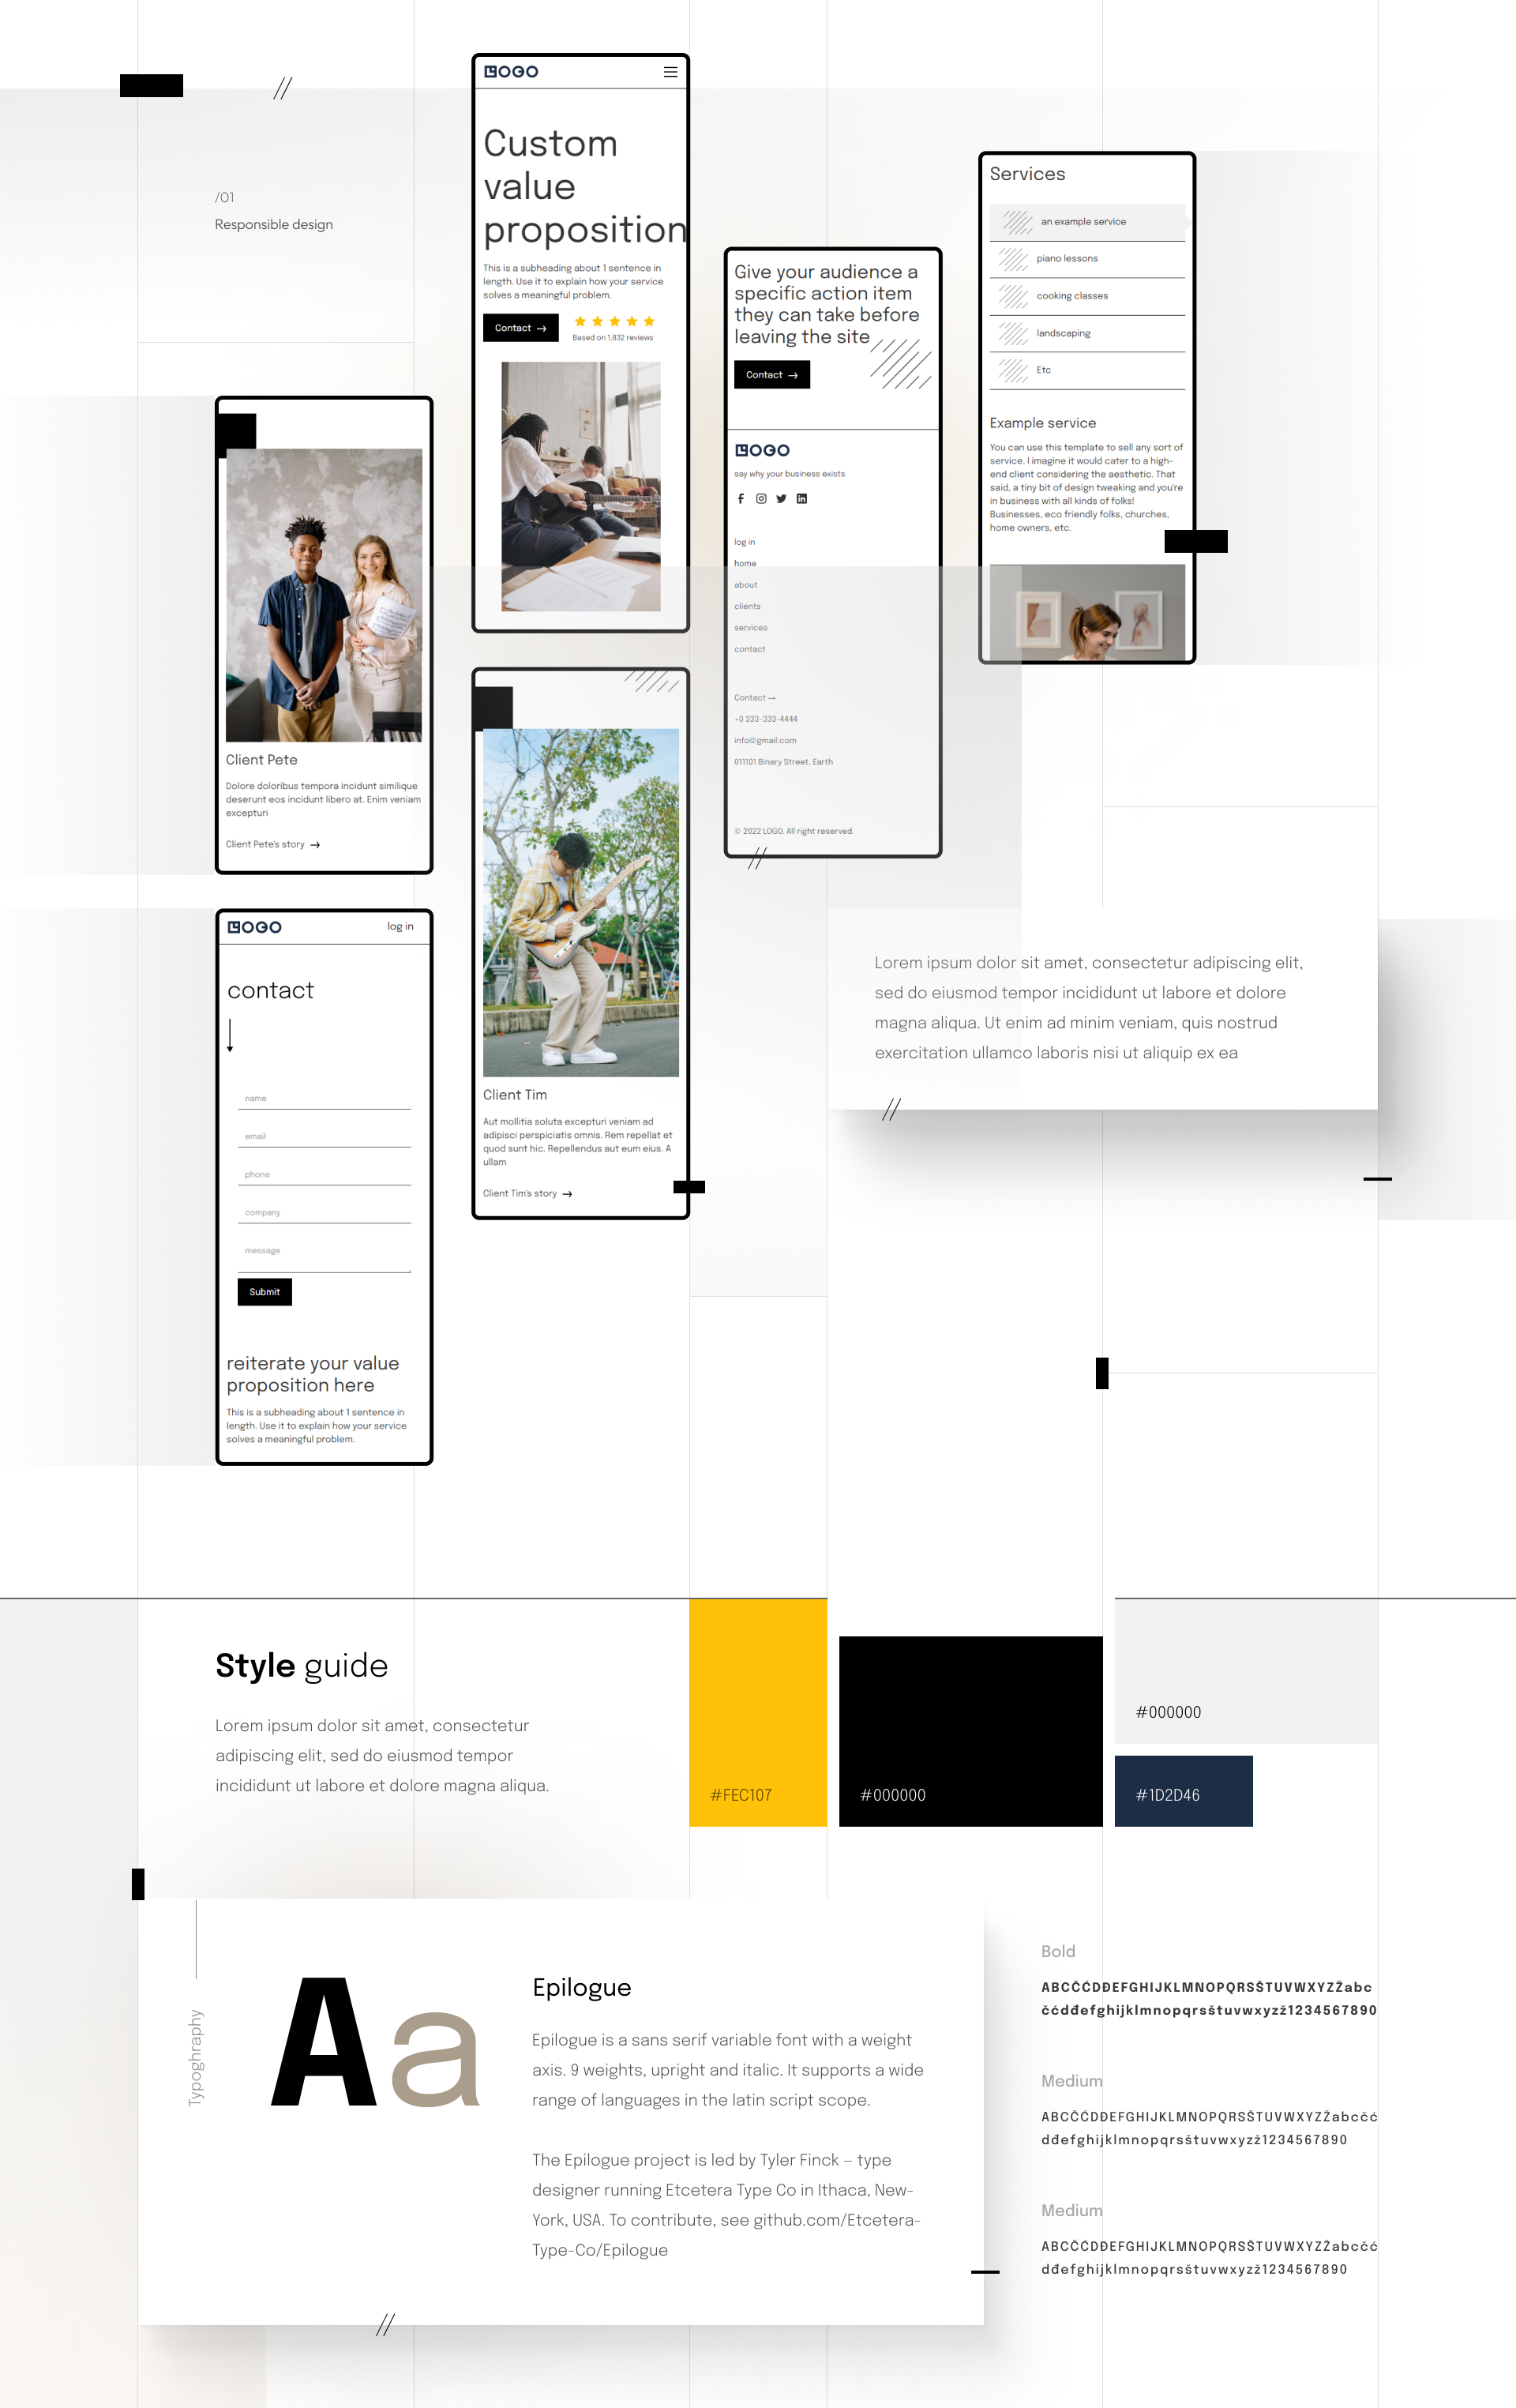 /01
Responsible design
LOGO
Custom
value
proposition
This is a subheading about 1 sentence in
length. Use it to explain how your service
solves a meaningful problem.
Contact →
Based on 1,832 reviews
Give your audience a
specific action item
they can take before
leaving the site
Contact →
LOGO
say why your business exists
log in
home
about
clients
services
contact
Contact →
+0 333-333-4444
info@gmail.com
011101 Binary Street, Earth
© 2022 LOGO. All right reserved.
Services
an example service
piano lessons
cooking classes
landscaping
Etc
Example service
You can use this template to sell any sort of
service. I imagine it would cater to a high-
end client considering the aesthetic. That
said, a tiny bit of design tweaking and you're
in business with all kinds of folks!
Businesses, eco friendly folks, churches,
home owners, etc.
Client Pete
Dolore doloribus tempora incidunt similique
deserunt eos incidunt libero at. Enim veniam
excepturi
Client Pete's story →
Client Tim
Aut mollitia soluta excepturi veniam ad
adipisci perspiciatis omnis. Rem repellat et
quod sunt hic. Repellendus aut eum eius. A
ullam
Client Tim's story →
LOGO
log in
contact
name
email
phone
company
message
Submit
reiterate your value
proposition here
This is a subheading about 1 sentence in
length. Use it to explain how your service
solves a meaningful problem.
Lorem ipsum dolor sit amet, consectetur adipiscing elit,
sed do eiusmod tempor incididunt ut labore et dolore
magna aliqua. Ut enim ad minim veniam, quis nostrud
exercitation ullamco laboris nisi ut aliquip ex ea
Style guide
Lorem ipsum dolor sit amet, consectetur
adipiscing elit, sed do eiusmod tempor
incididunt ut labore et dolore magna aliqua.
#FEC107
#000000
#000000
#1D2D46
Typoghraphy
Aa
Epilogue
Epilogue is a sans serif variable font with a weight
axis. 9 weights, upright and italic. It supports a wide
range of languages in the latin script scope.
The Epilogue project is led by Tyler Finck – type
designer running Etcetera Type Co in Ithaca, New-
York, USA. To contribute, see github.com/Etcetera-
Type-Co/Epilogue
Bold
ABCČĆDĐEFGHIJKLMNOPQRSŠTUVWXYZŽabc
čćdđefghijklmnopqrsštuvwxyzž1234567890
Medium
ABCČĆDĐEFGHIJKLMNOPQRSŠTUVWXYZŽabcčć
dđefghijklmnopqrsštuvwxyzž1234567890
Medium
ABCČĆDĐEFGHIJKLMNOPQRSŠTUVWXYZŽabcčć
dđefghijklmnopqrsštuvwxyzž1234567890